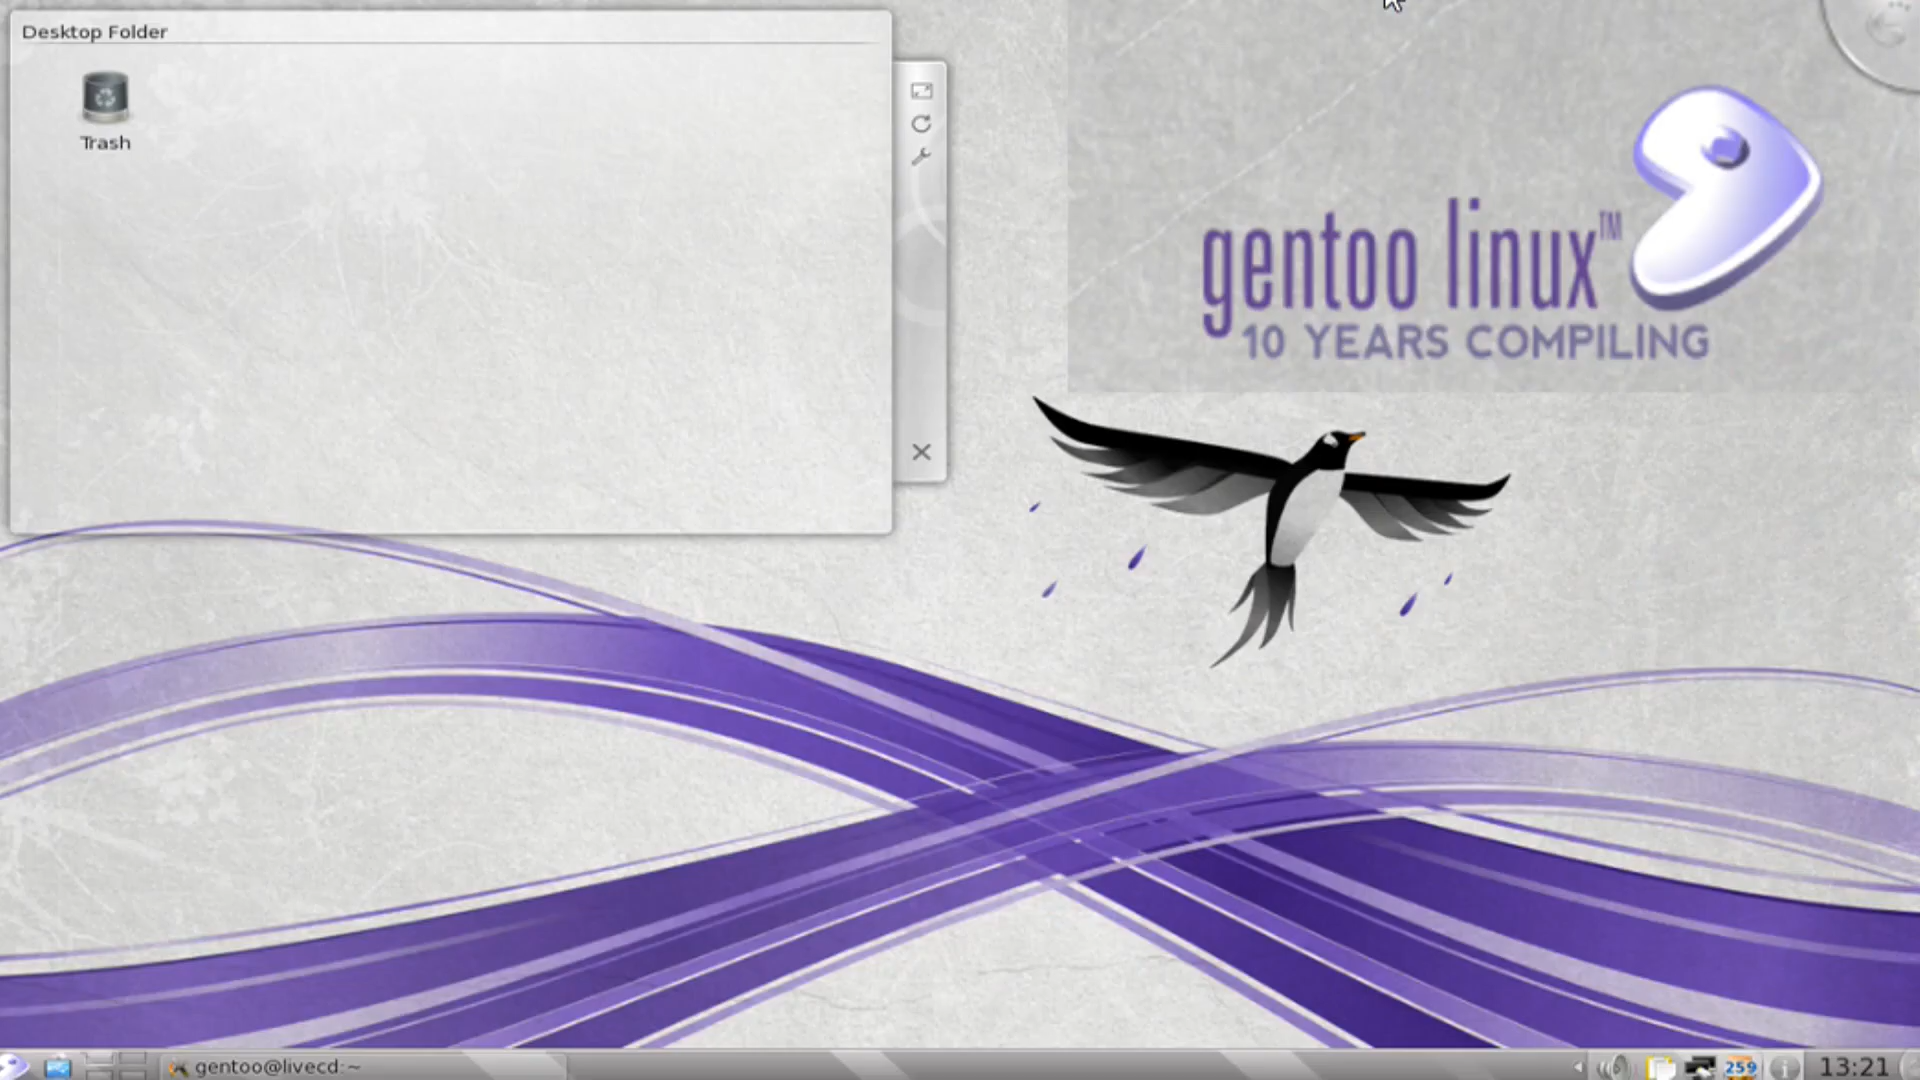 Desktop Folder
Trash
gentoo linux™
10 YEARS COMPILING
gentoo@livecd:~
259
13:21